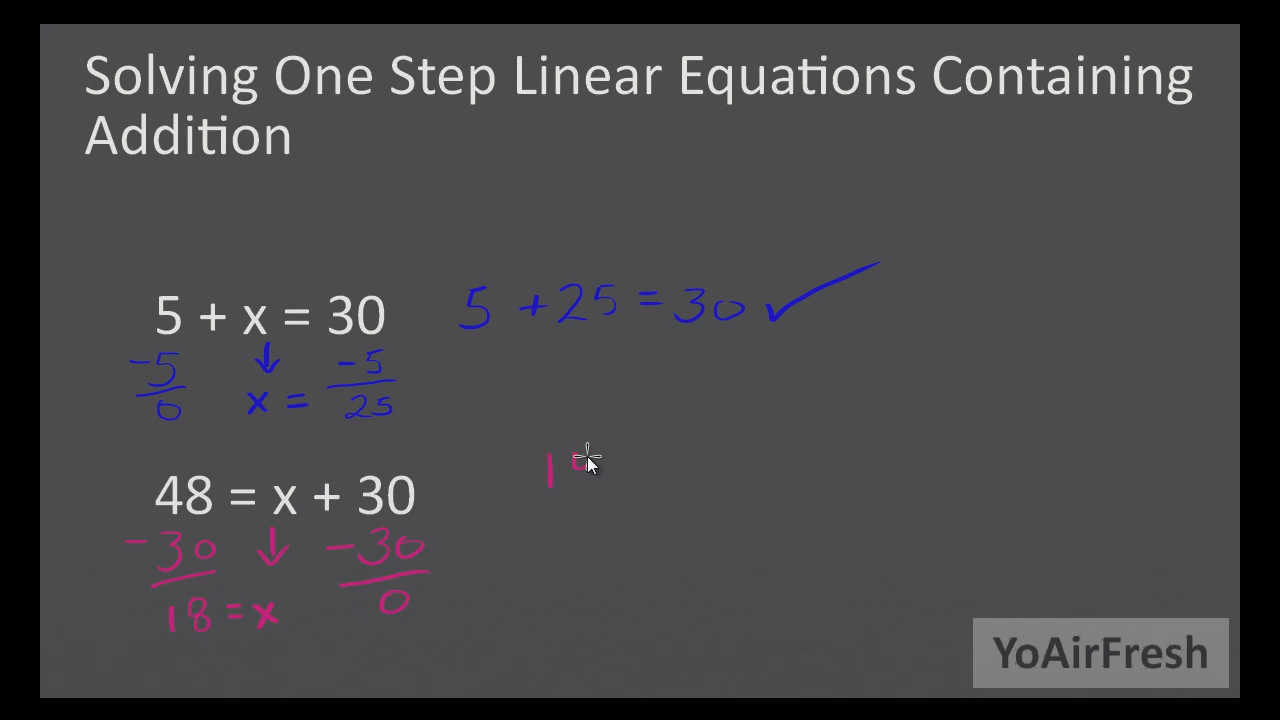 Solving One Step Linear Equations Containing
Addition
5 + x = 30
5 + 25 = 30 ✓
-5 ↓ -5
0 x = 25
48 = x + 30
-30 ↓ -30
18 = x 0
YoAirFresh